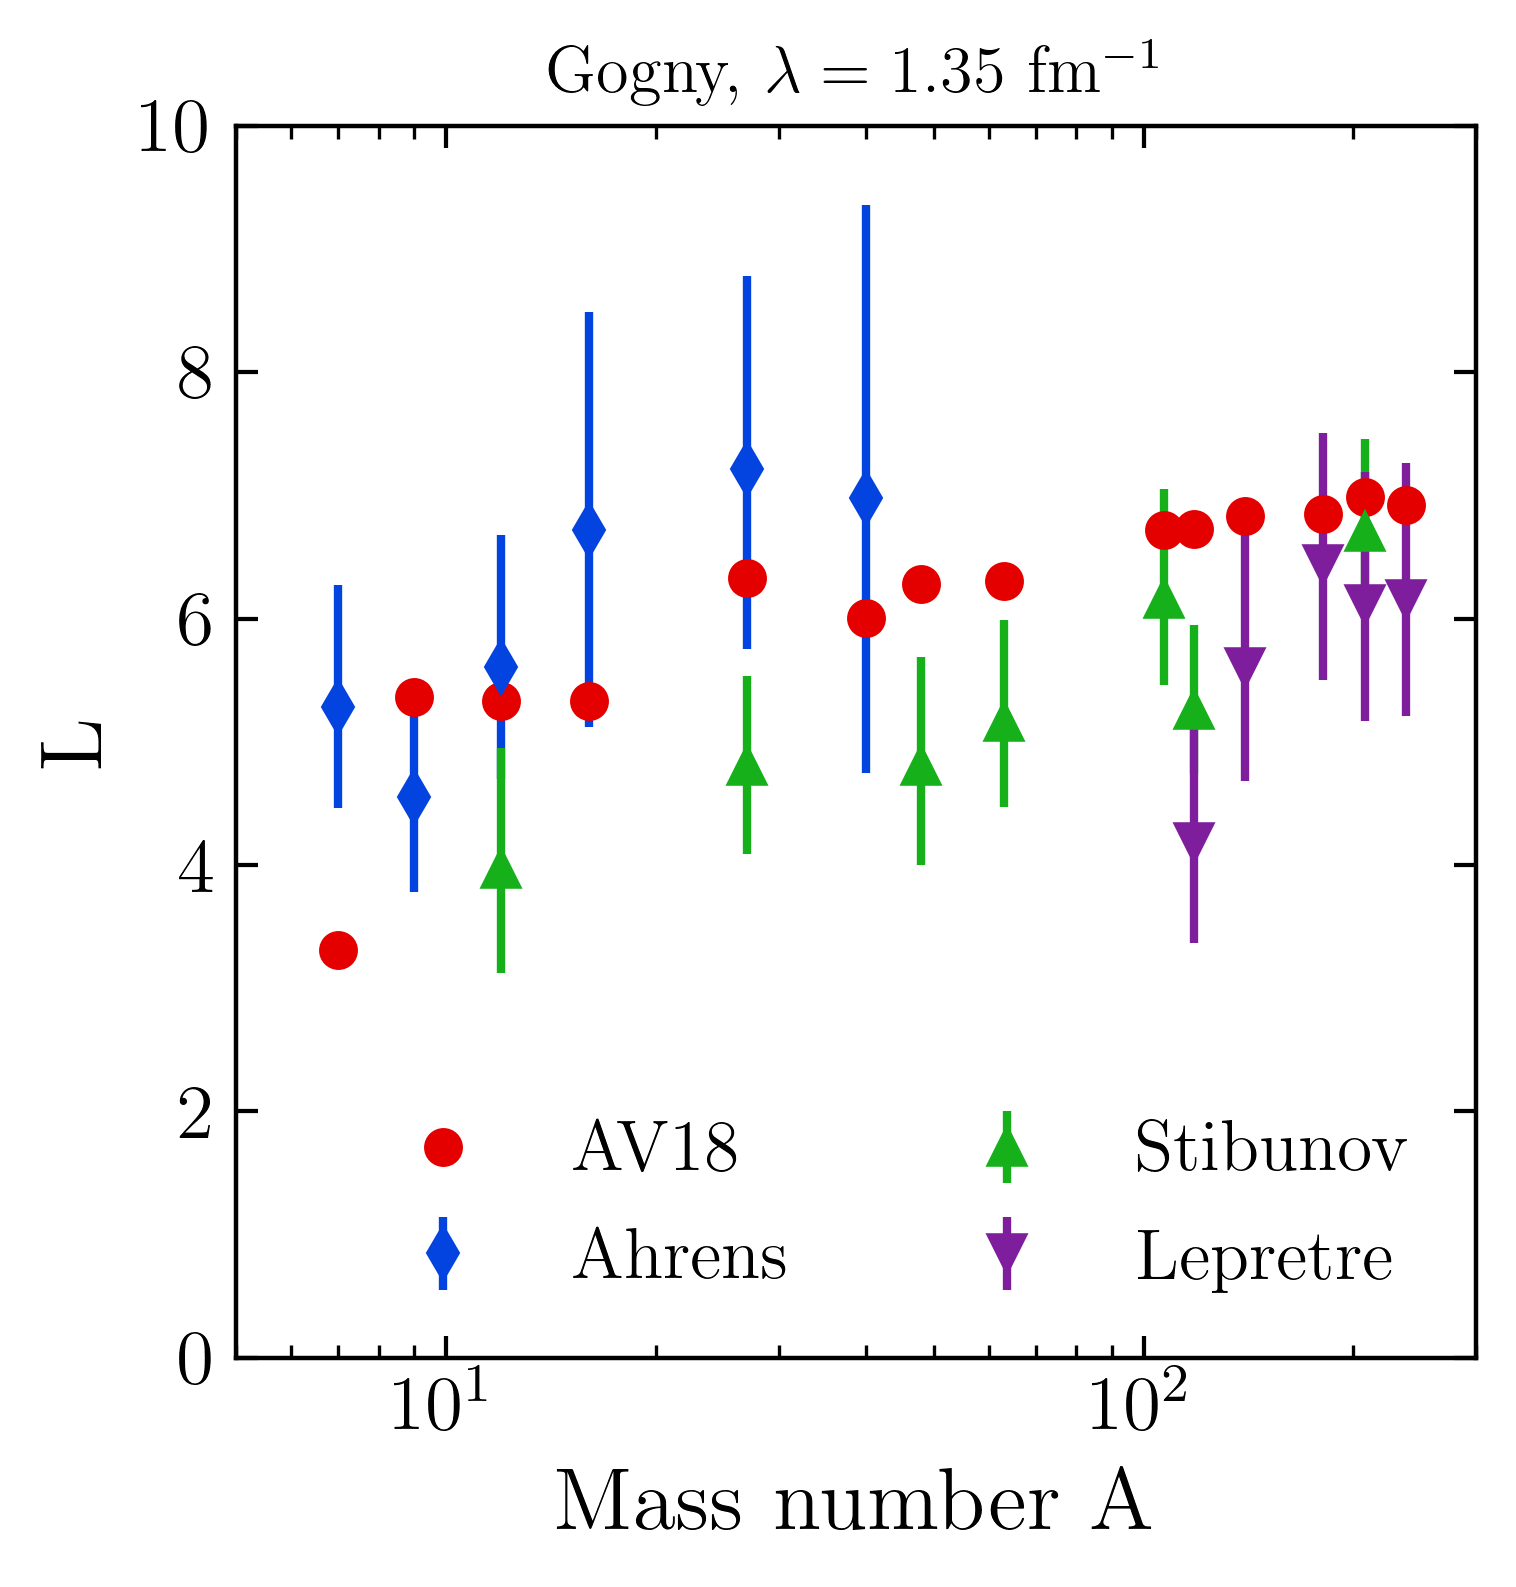 Gogny, λ = 1.35 fm⁻¹
10
8
6
4
2
0
L
AV18
Ahrens
Stibunov
Lepretre
10¹
10²
Mass number A